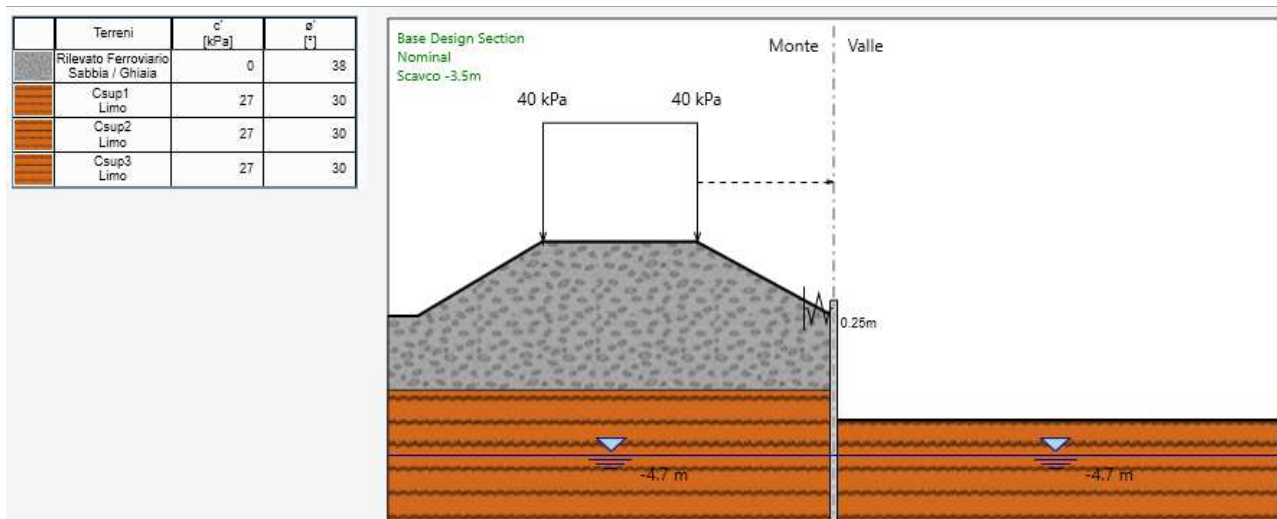 Terreni
c'
[kPa]
ø'
[°]
Rilevato Ferroviario
Sabbia / Ghiaia
0
38
Csup1
Limo
27
30
Csup2
Limo
27
30
Csup3
Limo
27
30
Base Design Section
Nominal
Scavco -3.5m
Monte
Valle
40 kPa
40 kPa
0.25m
-4.7 m
-4.7 m